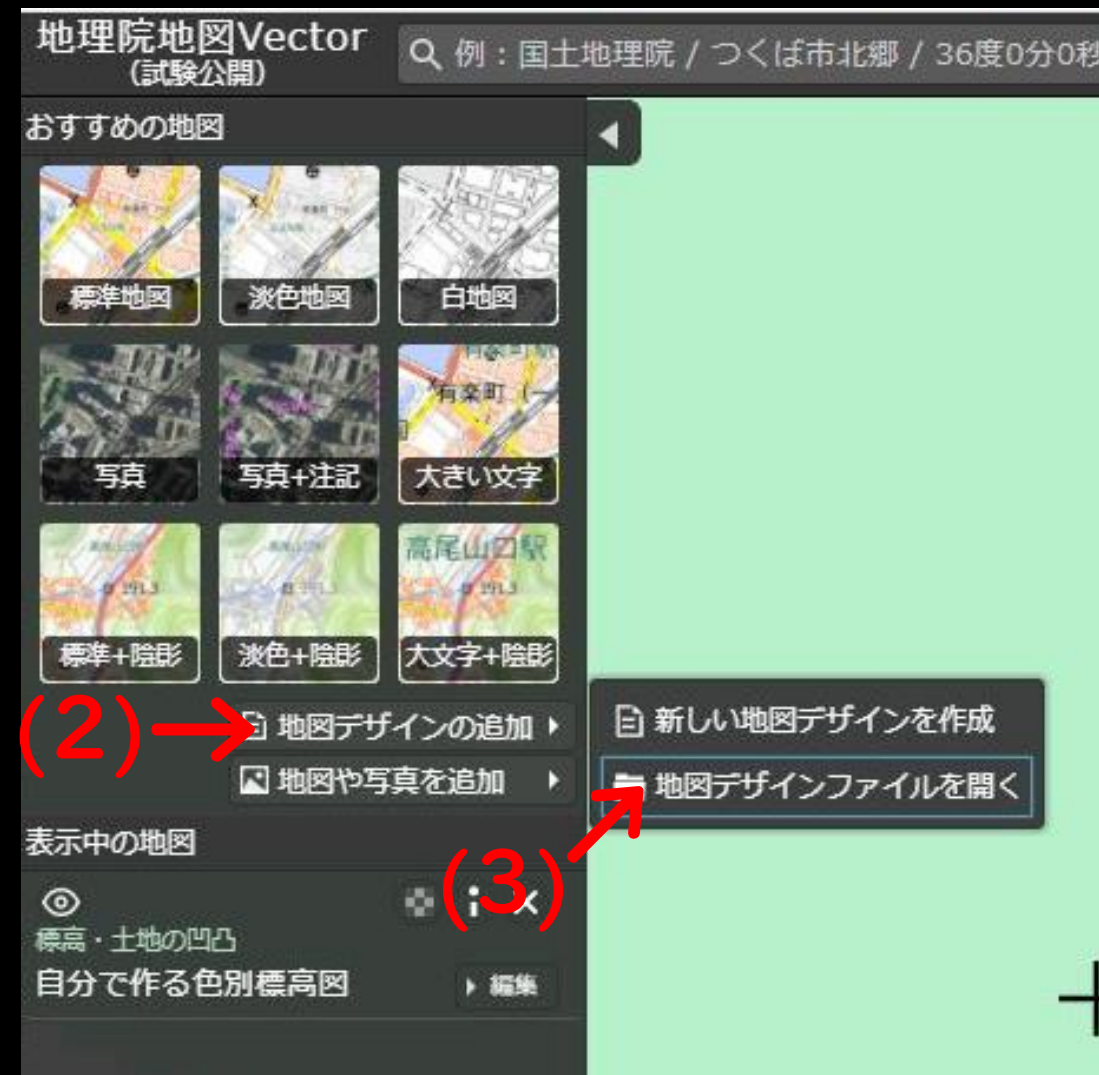 地理院地図Vector
(試験公開)
例：国土地理院 / つくば市北郷 / 36度0分0秒
おすすめの地図
標準地図
淡色地図
白地図
写真
写真+注記
有楽町 (一
大きい文字
高尾山口駅
標準+陰影
淡色+陰影
大文字+陰影
(2)
地図デザインの追加
新しい地図デザインを作成
地図や写真を追加
地図デザインファイルを開く
表示中の地図
(3)
標高・土地の凹凸
自分で作る色別標高図
編集